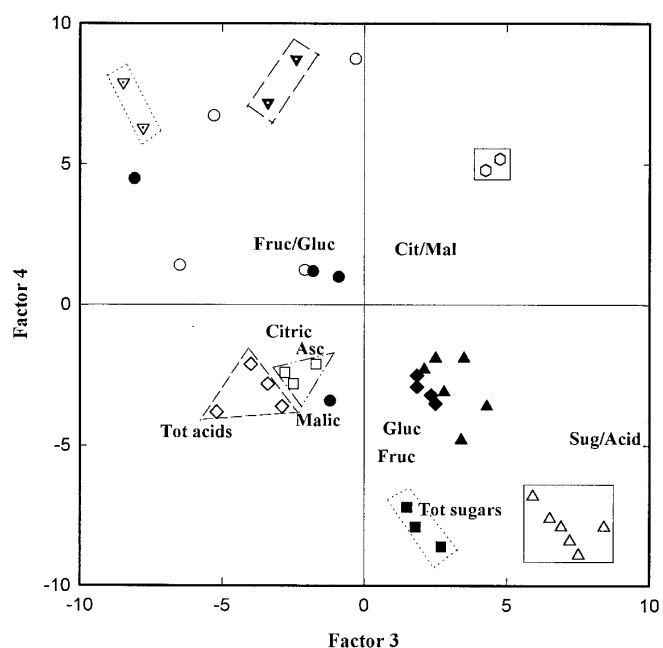 10
5
0
-5
-10
Factor 4
Fruc/Gluc
Cit/Mal
Citric
Asc
Malic
Tot acids
Gluc
Fruc
Sug/Acid
Tot sugars
-10
-5
0
5
10
Factor 3